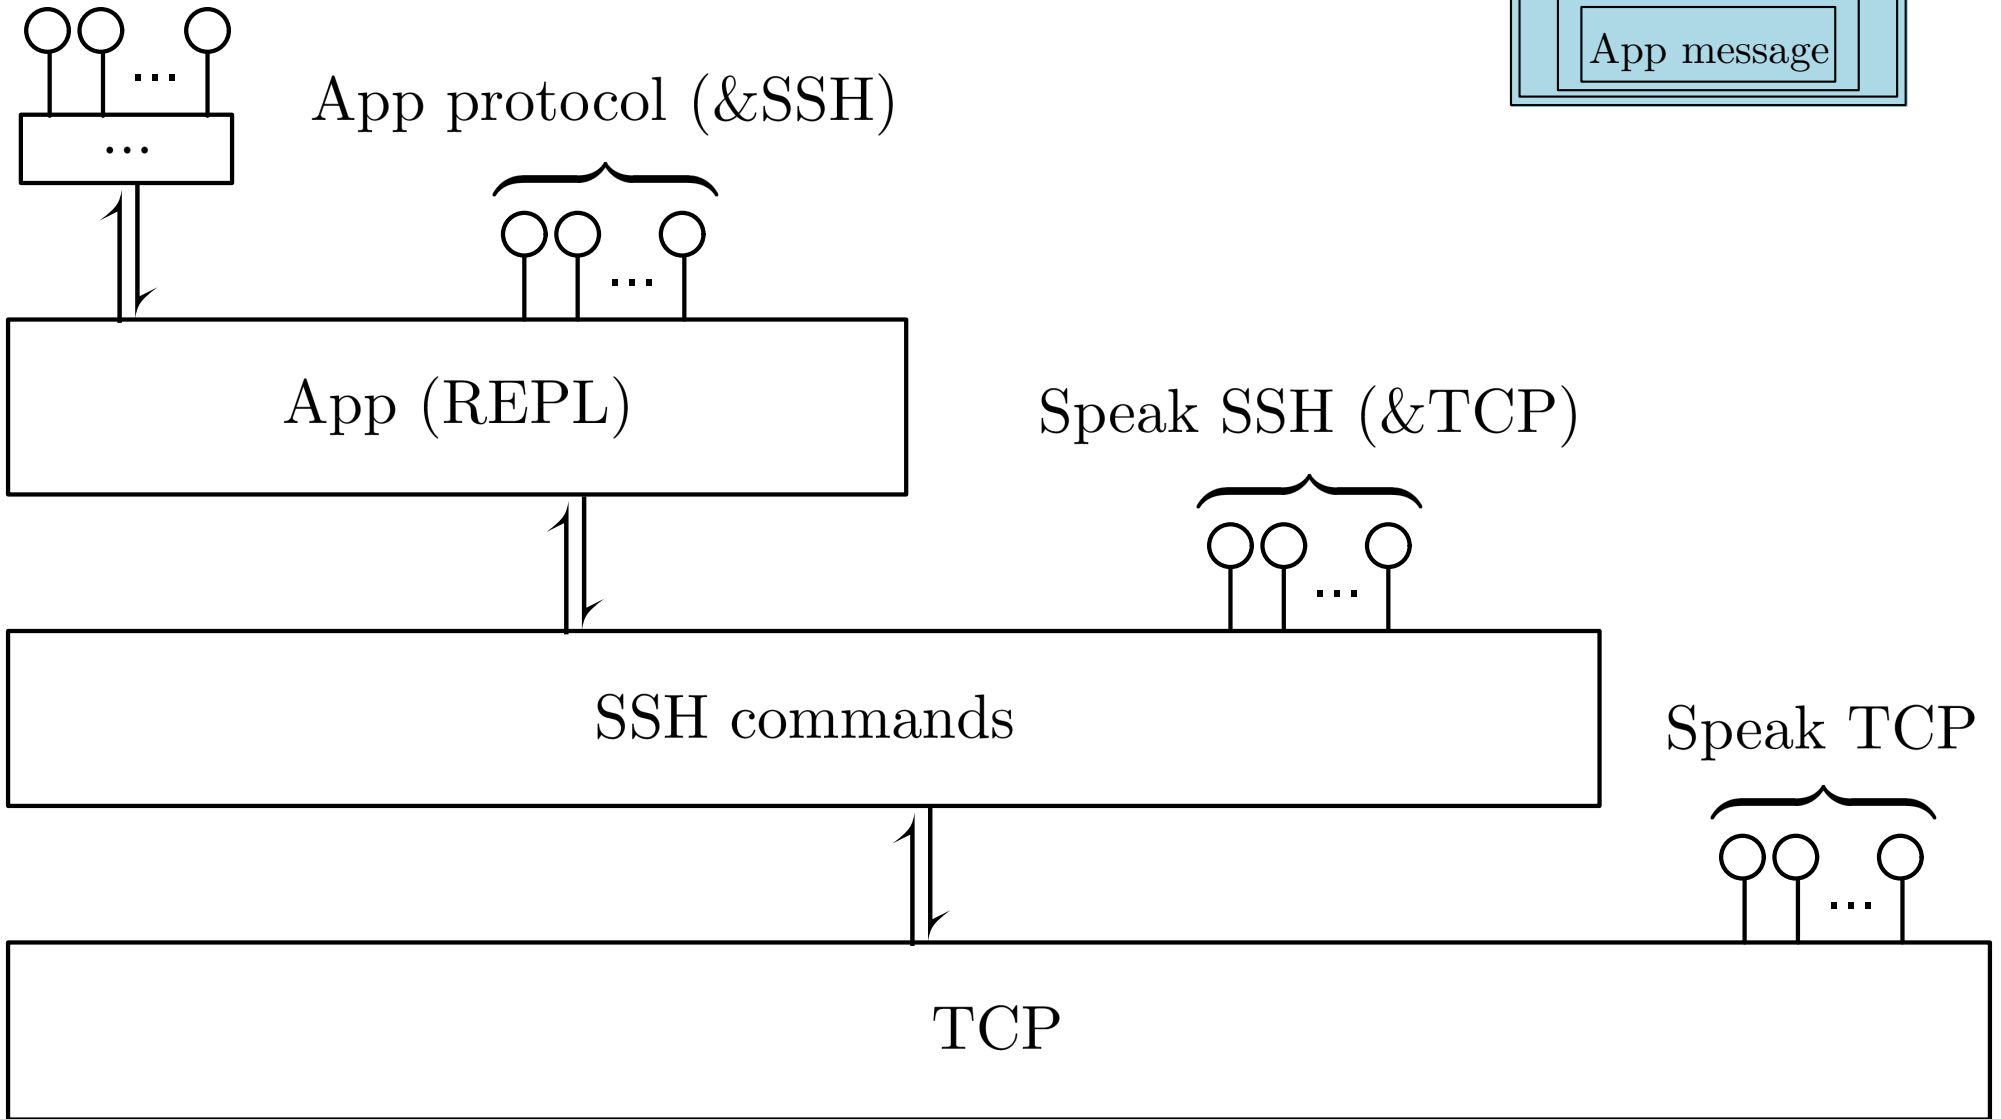 App message
...
App protocol (&SSH)
...
...
App (REPL)
Speak SSH (&TCP)
...
SSH commands
Speak TCP
...
TCP